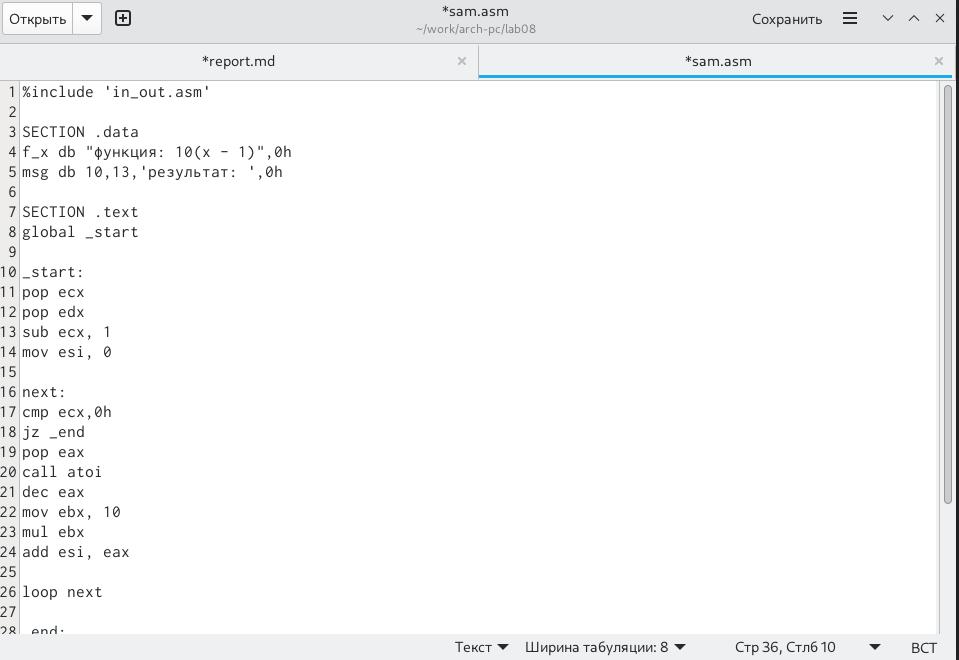 Открыть
*sam.asm
~/work/arch-pc/lab08
Сохранить
*report.md
*sam.asm
1 %include 'in_out.asm'
2
3 SECTION .data
4 f_x db "функция: 10(x - 1)",0h
5 msg db 10,13,'результат: ',0h
6
7 SECTION .text
8 global _start
9
10 _start:
11 pop ecx
12 pop edx
13 sub ecx, 1
14 mov esi, 0
15
16 next:
17 cmp ecx,0h
18 jz _end
19 pop eax
20 call atoi
21 dec eax
22 mov ebx, 10
23 mul ebx
24 add esi, eax
25
26 loop next
27
28 _end:
Текст Ширина табуляции: 8 Стр 36, Стлб 10 ВСТ